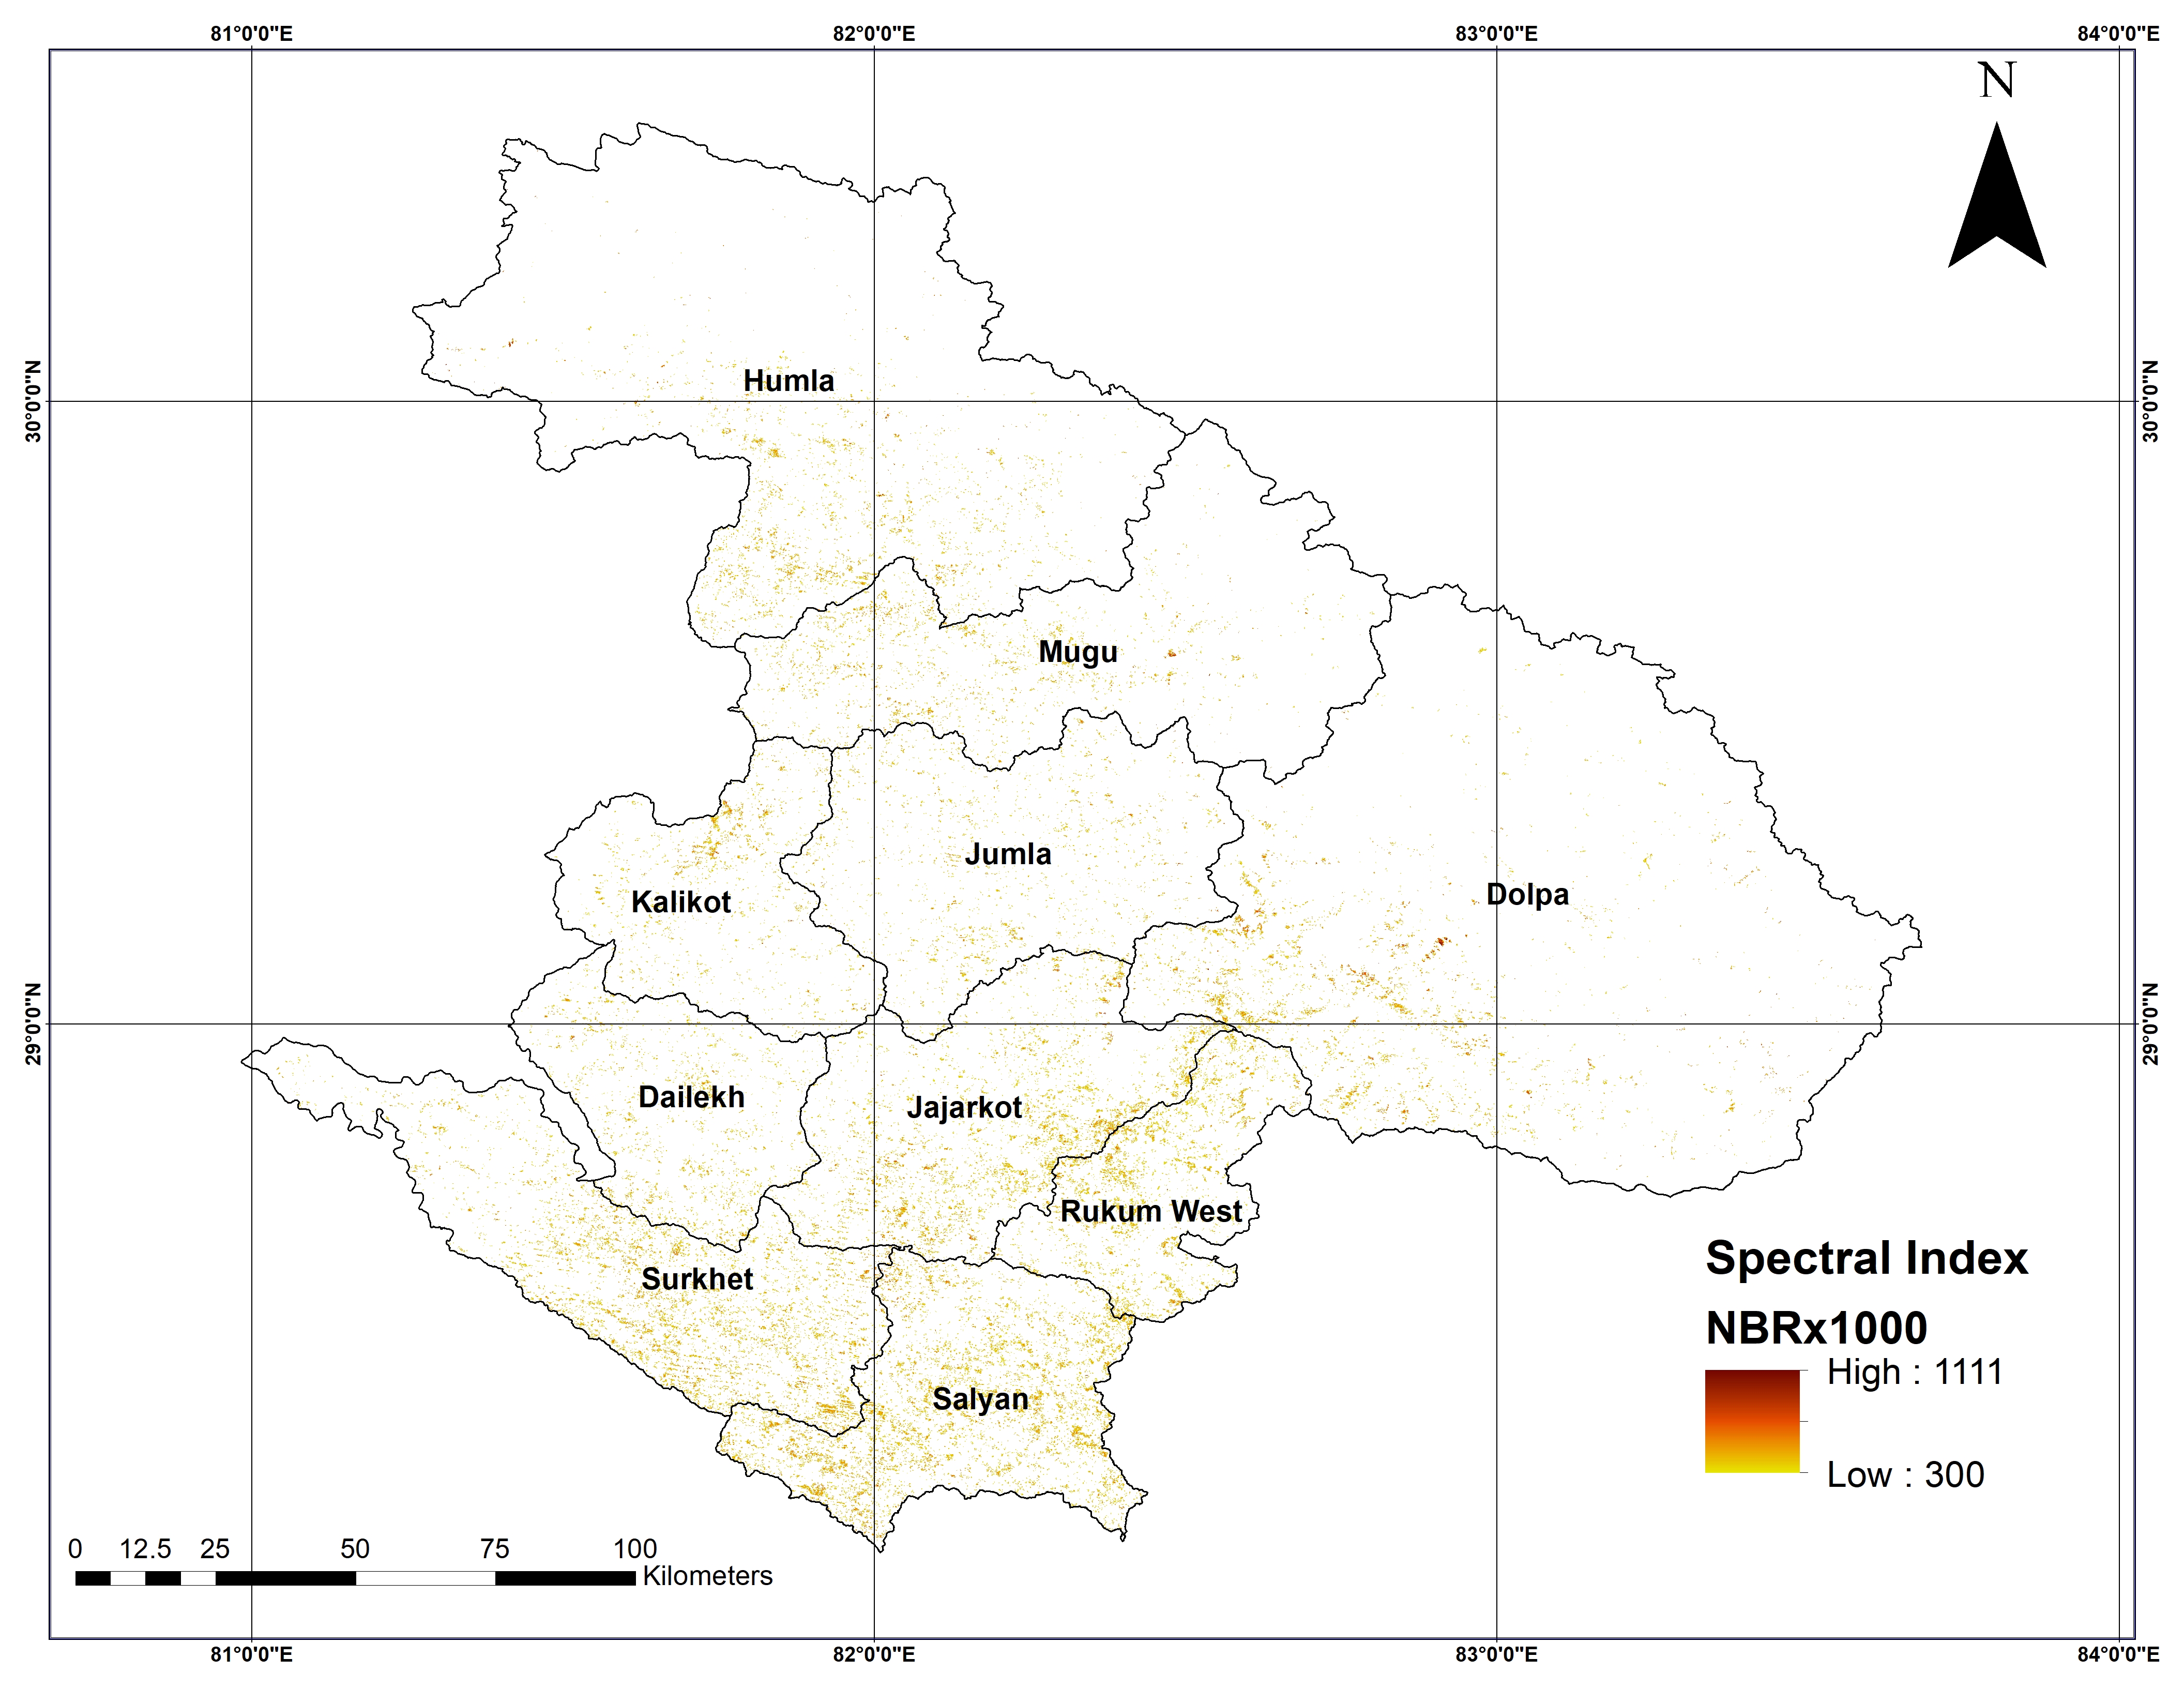 81°0'0"E
82°0'0"E
83°0'0"E
84°0'0"E
N
30°0'0"N
30°0'0"N
Humla
Mugu
Jumla
Kalikot
Dolpa
29°0'0"N
29°0'0"N
Dailekh
Jajarkot
Rukum West
Surkhet
Salyan
Spectral Index
NBRx1000
High : 1111
Low : 300
0 12.5 25 50 75 100
Kilometers
81°0'0"E
82°0'0"E
83°0'0"E
84°0'0"E